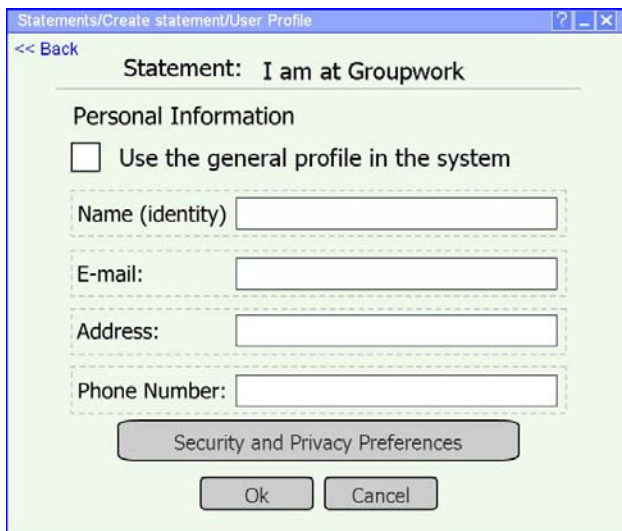 Statements/Create statement/User Profile
<< Back
Statement: I am at Groupwork
Personal Information
Use the general profile in the system
Name (identity)
E-mail:
Address:
Phone Number:
Security and Privacy Preferences
Ok Cancel